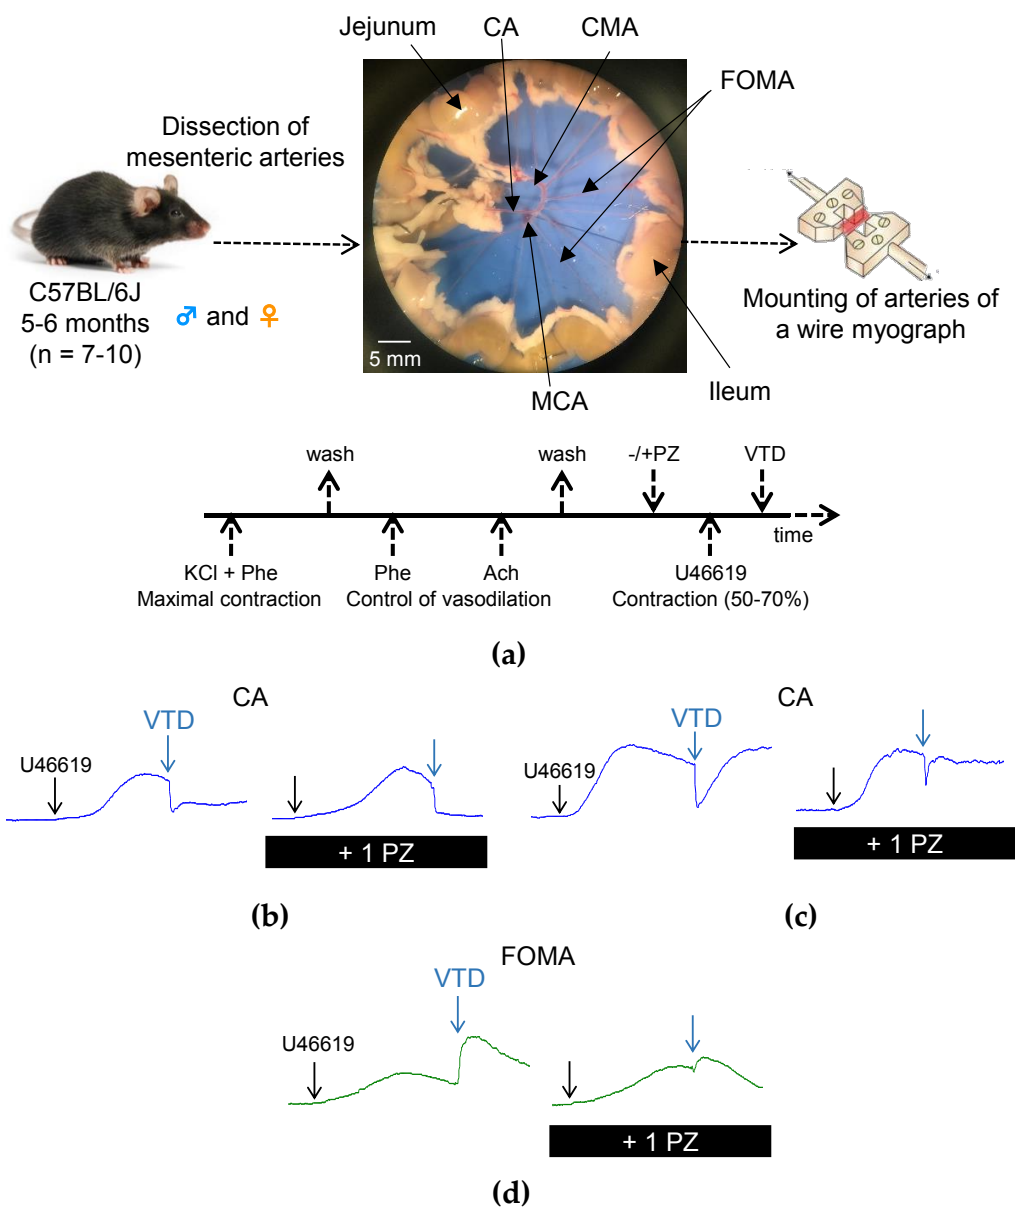 Jejunum CA CMA
FOMA
Dissection of
mesenteric arteries
C57BL/6J
5-6 months
(n = 7-10)
♂ and ♀
5 mm
Mounting of arteries of
a wire myograph
MCA
Ileum
wash wash -/+PZ VTD
time
KCl + Phe Phe Ach U46619
Maximal contraction Control of vasodilation Contraction (50-70%)
(a)
CA
VTD
U46619
+ 1 PZ
(b)
CA
VTD
U46619
+ 1 PZ
(c)
FOMA
VTD
U46619
+ 1 PZ
(d)